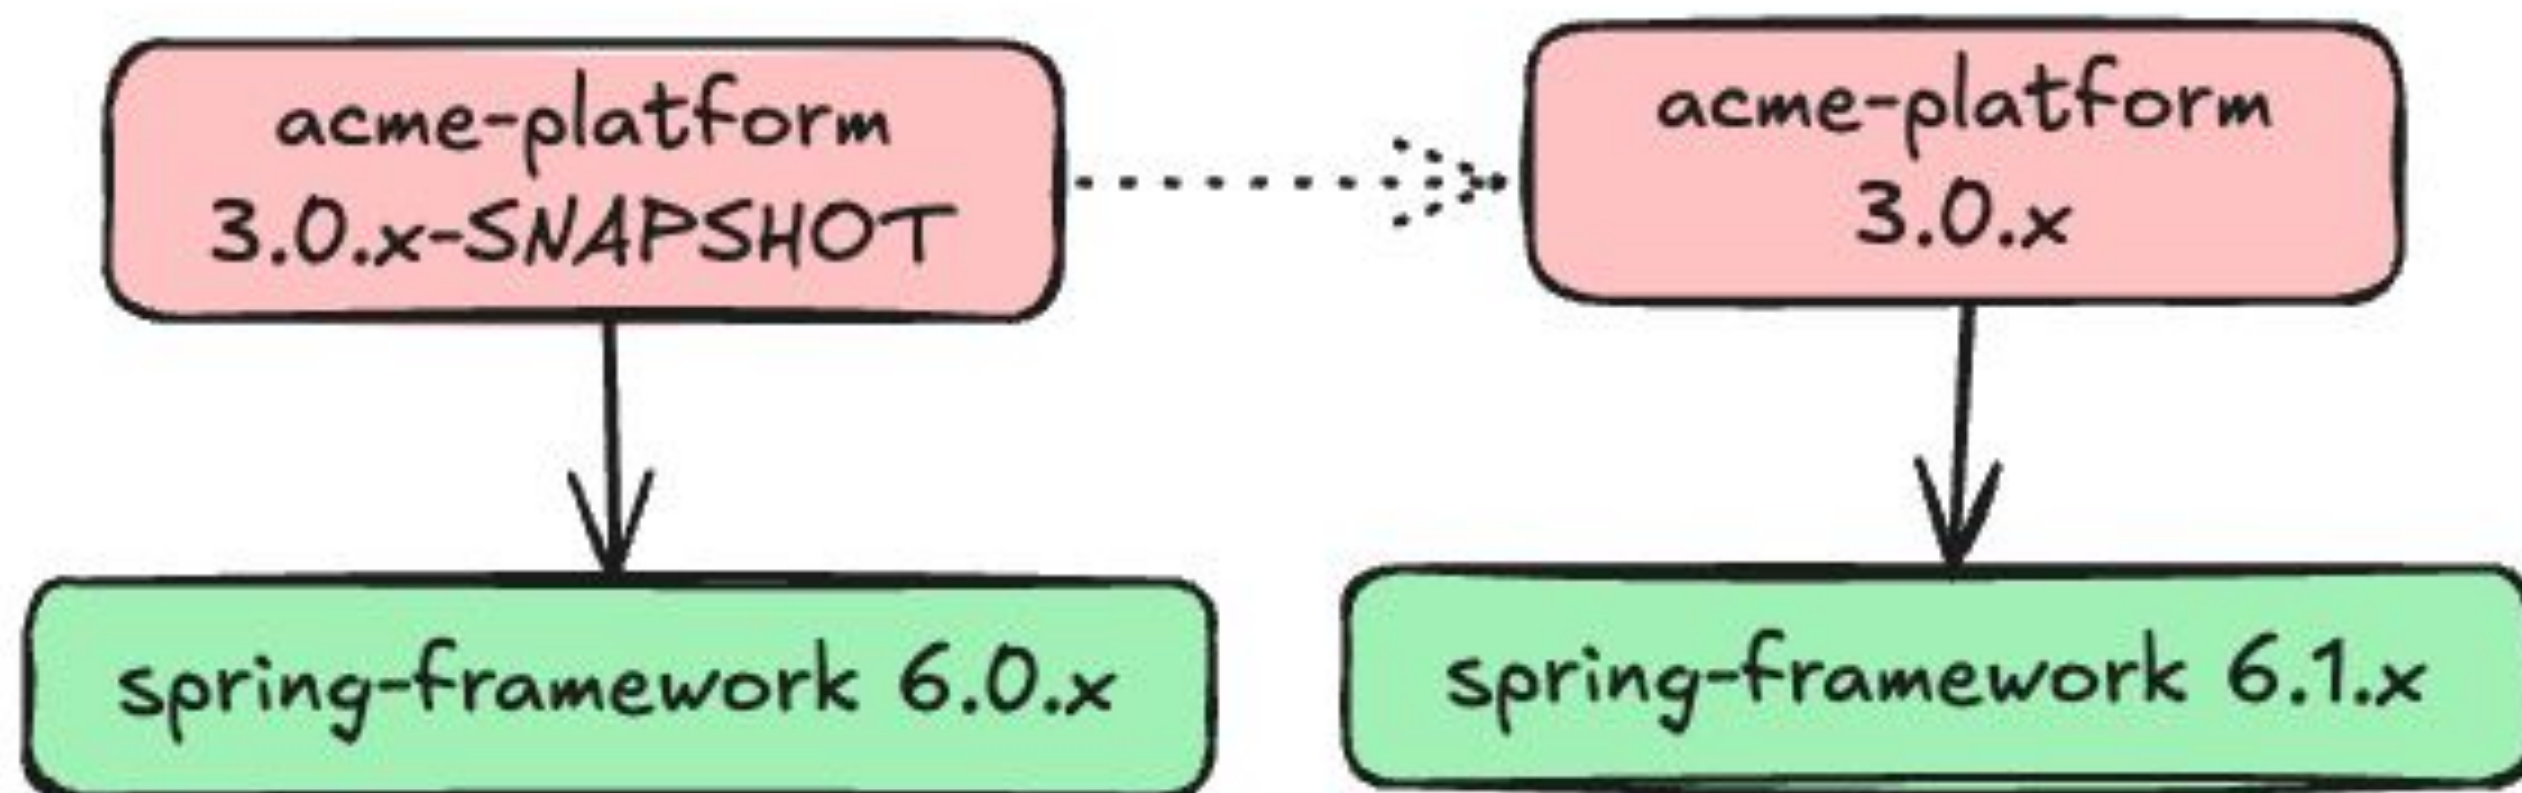 acme-platform
3.0.x-SNAPSHOT
acme-platform
3.0.x
spring-framework 6.0.x
spring-framework 6.1.x